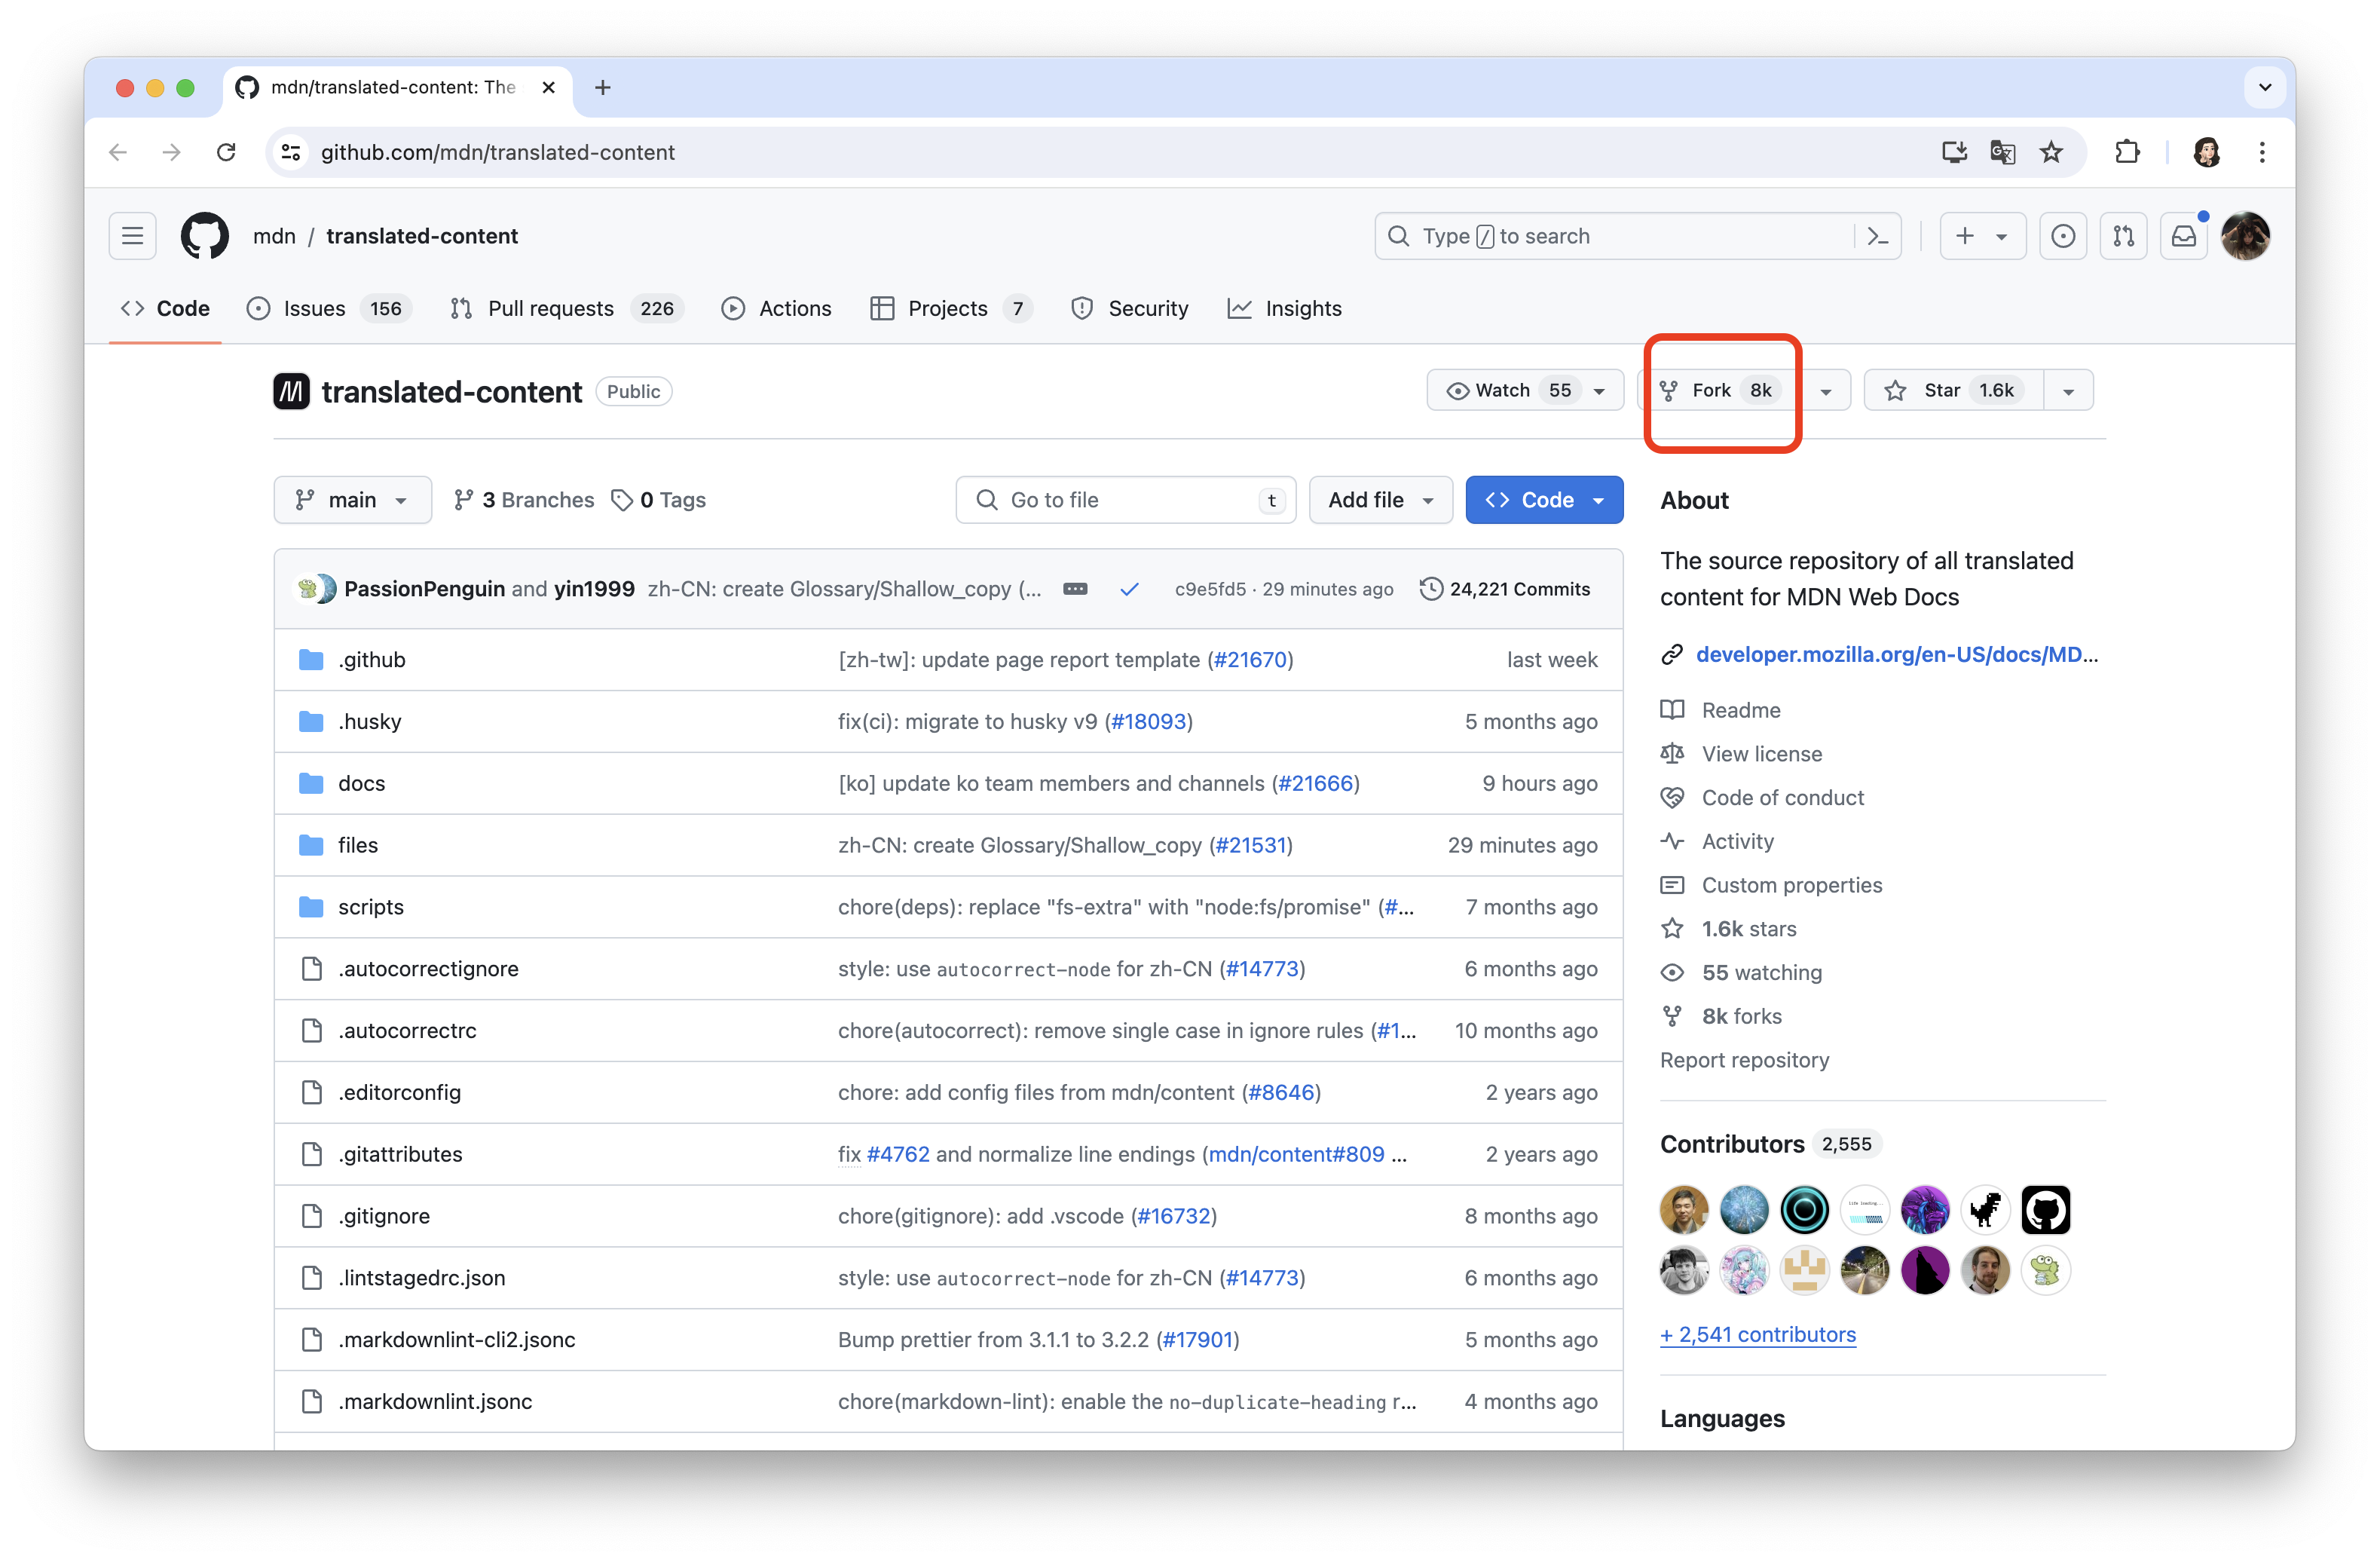 mdn/translated-content: The
github.com/mdn/translated-content
mdn / translated-content
Type / to search
Code
Issues 156
Pull requests 226
Actions
Projects 7
Security
Insights
translated-content Public
Watch 55
Fork 8k
Star 1.6k
main
3 Branches
0 Tags
Go to file t
Add file
Code
PassionPenguin and yin1999 zh-CN: create Glossary/Shallow_copy (... c9e5fd5 · 29 minutes ago 24,221 Commits
.github [zh-tw]: update page report template (#21670) last week
.husky fix(ci): migrate to husky v9 (#18093) 5 months ago
docs [ko] update ko team members and channels (#21666) 9 hours ago
files zh-CN: create Glossary/Shallow_copy (#21531) 29 minutes ago
scripts chore(deps): replace "fs-extra" with "node:fs/promise" (#... 7 months ago
.autocorrectignore style: use autocorrect-node for zh-CN (#14773) 6 months ago
.autocorrectrc chore(autocorrect): remove single case in ignore rules (#1... 10 months ago
.editorconfig chore: add config files from mdn/content (#8646) 2 years ago
.gitattributes fix #4762 and normalize line endings (mdn/content#809 ... 2 years ago
.gitignore chore(gitignore): add .vscode (#16732) 8 months ago
.lintstagedrc.json style: use autocorrect-node for zh-CN (#14773) 6 months ago
.markdownlint-cli2.jsonc Bump prettier from 3.1.1 to 3.2.2 (#17901) 5 months ago
.markdownlint.jsonc chore(markdown-lint): enable the no-duplicate-heading r... 4 months ago
About
The source repository of all translated
content for MDN Web Docs
developer.mozilla.org/en-US/docs/MD...
Readme
View license
Code of conduct
Activity
Custom properties
1.6k stars
55 watching
8k forks
Report repository
Contributors 2,555
+ 2,541 contributors
Languages